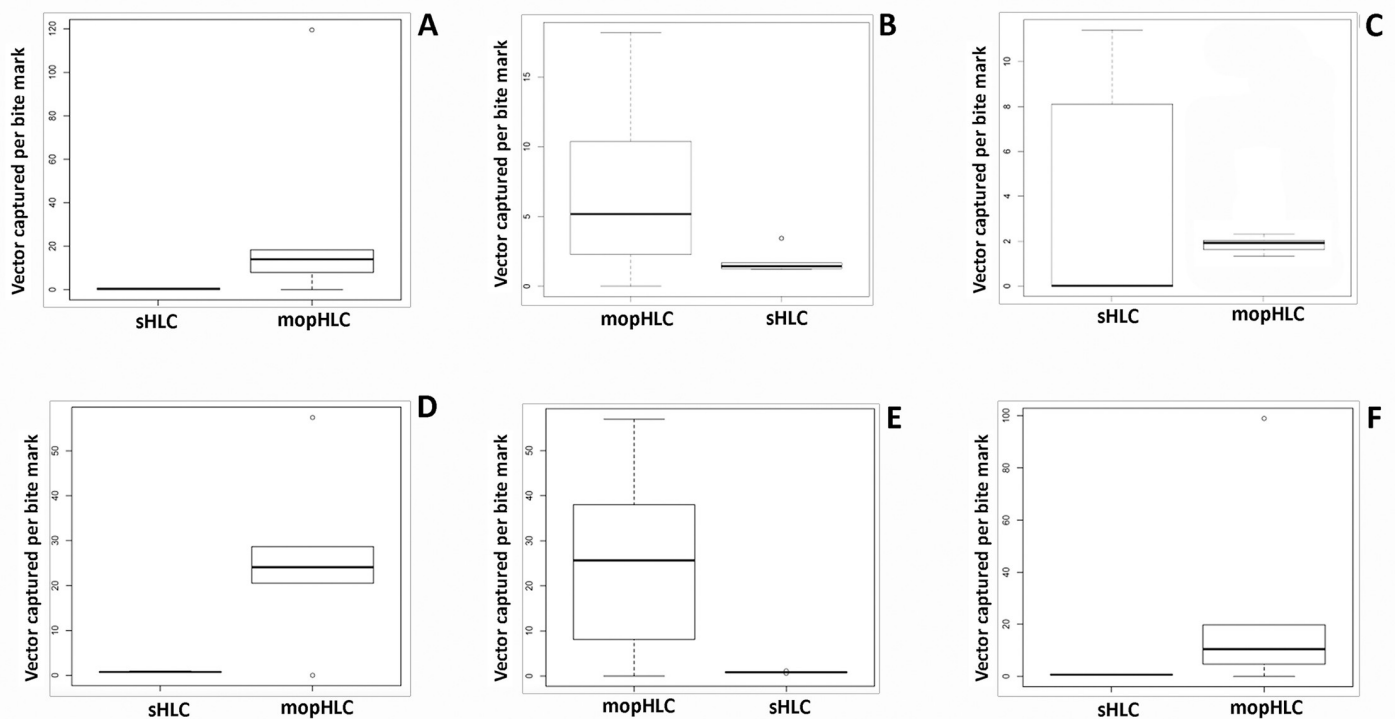 A
Vector captured per bite mark
120
100
80
60
40
20
0
sHLC mopHLC
B
Vector captured per bite mark
15
10
5
0
mopHLC sHLC
C
Vector captured per bite mark
10
8
6
4
2
0
sHLC mopHLC
D
Vector captured per bite mark
50
40
30
20
10
0
sHLC mopHLC
E
Vector captured per bite mark
50
40
30
20
10
0
mopHLC sHLC
F
Vector captured per bite mark
100
80
60
40
20
0
sHLC mopHLC